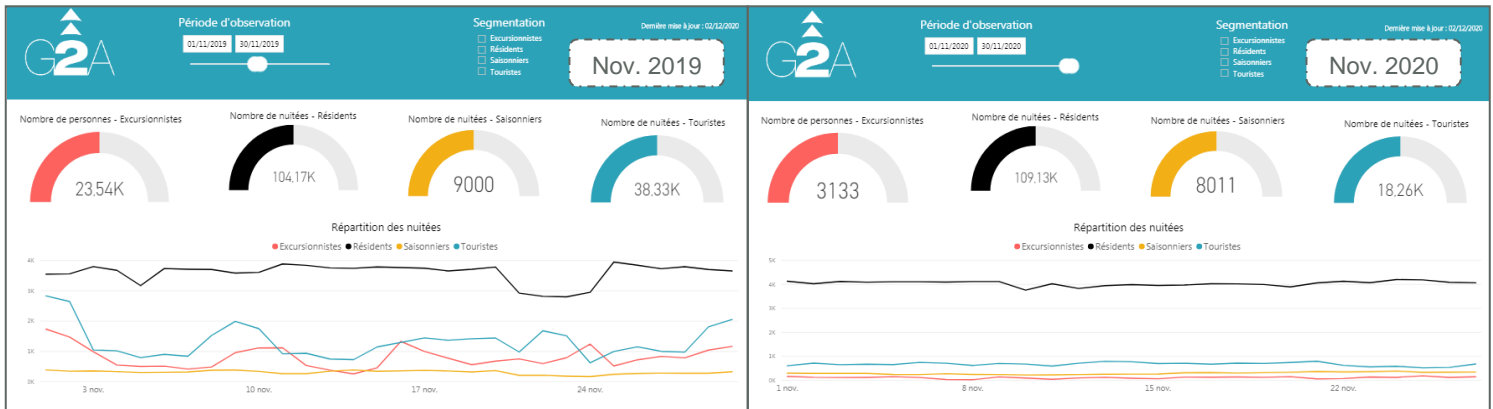 G2A
Période d'observation
01/11/2019 30/11/2019
Segmentation
Excursionnistes
Résidents
Saisonniers
Touristes
Dernière mise à jour : 02/12/2020
Nov. 2019
Nombre de personnes - Excursionnistes
23.54K
Nombre de nuitées - Résidents
104.17K
Nombre de nuitées - Saisonniers
9000
Nombre de nuitées - Touristes
38.33K
Répartition des nuitées
Excursionnistes Résidents Saisonniers Touristes
4K
3K
2K
1K
0K
3 nov. 10 nov. 17 nov. 24 nov.
G2A
Période d'observation
01/11/2020 30/11/2020
Segmentation
Excursionnistes
Résidents
Saisonniers
Touristes
Dernière mise à jour : 02/12/2020
Nov. 2020
Nombre de personnes - Excursionnistes
3133
Nombre de nuitées - Résidents
109.13K
Nombre de nuitées - Saisonniers
8011
Nombre de nuitées - Touristes
18.26K
Répartition des nuitées
Excursionnistes Résidents Saisonniers Touristes
5K
4K
3K
2K
1K
0K
1 nov. 8 nov. 15 nov. 22 nov.